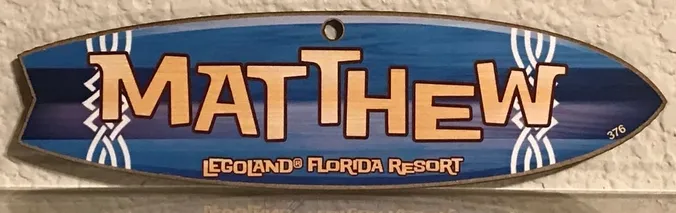 MATTHEW
376
LEGOLAND® FLORIDA RESORT